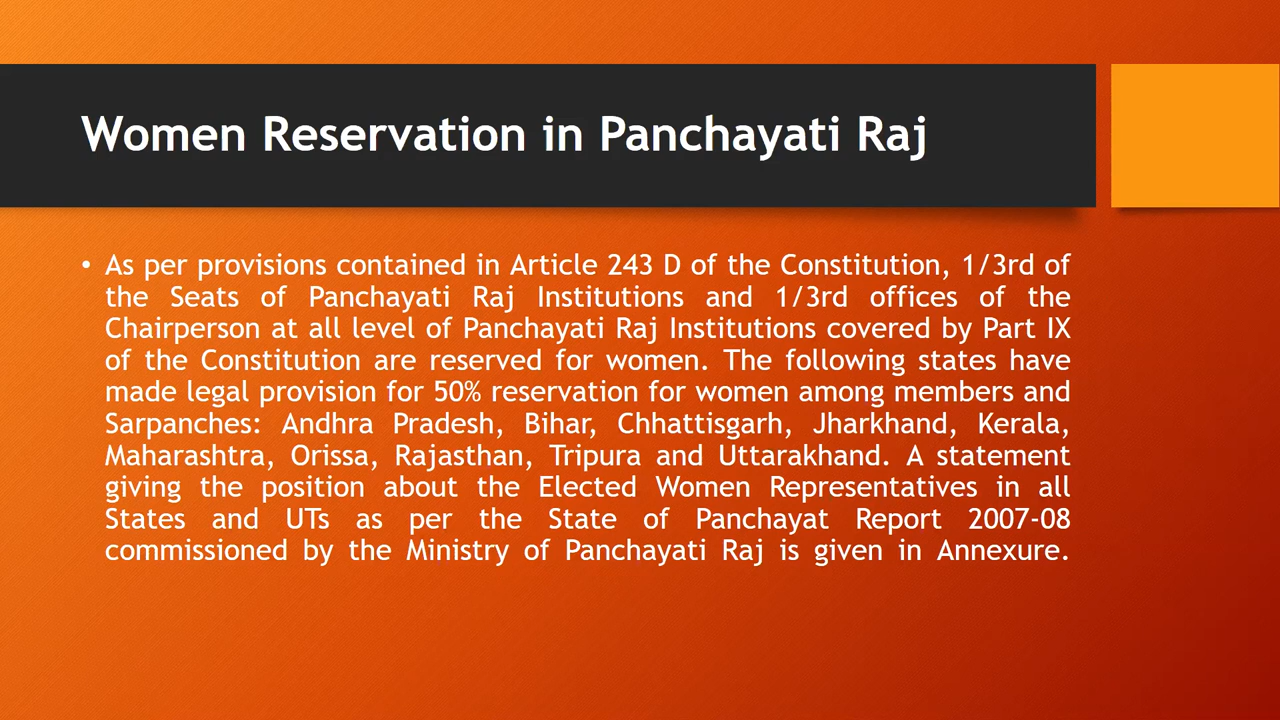 Women Reservation in Panchayati Raj
• As per provisions contained in Article 243 D of the Constitution, 1/3rd of
the Seats of Panchayati Raj Institutions and 1/3rd offices of the
Chairperson at all level of Panchayati Raj Institutions covered by Part IX
of the Constitution are reserved for women. The following states have
made legal provision for 50% reservation for women among members and
Sarpanches: Andhra Pradesh, Bihar, Chhattisgarh, Jharkhand, Kerala,
Maharashtra, Orissa, Rajasthan, Tripura and Uttarakhand. A statement
giving the position about the Elected Women Representatives in all
States and UTs as per the State of Panchayat Report 2007-08
commissioned by the Ministry of Panchayati Raj is given in Annexure.